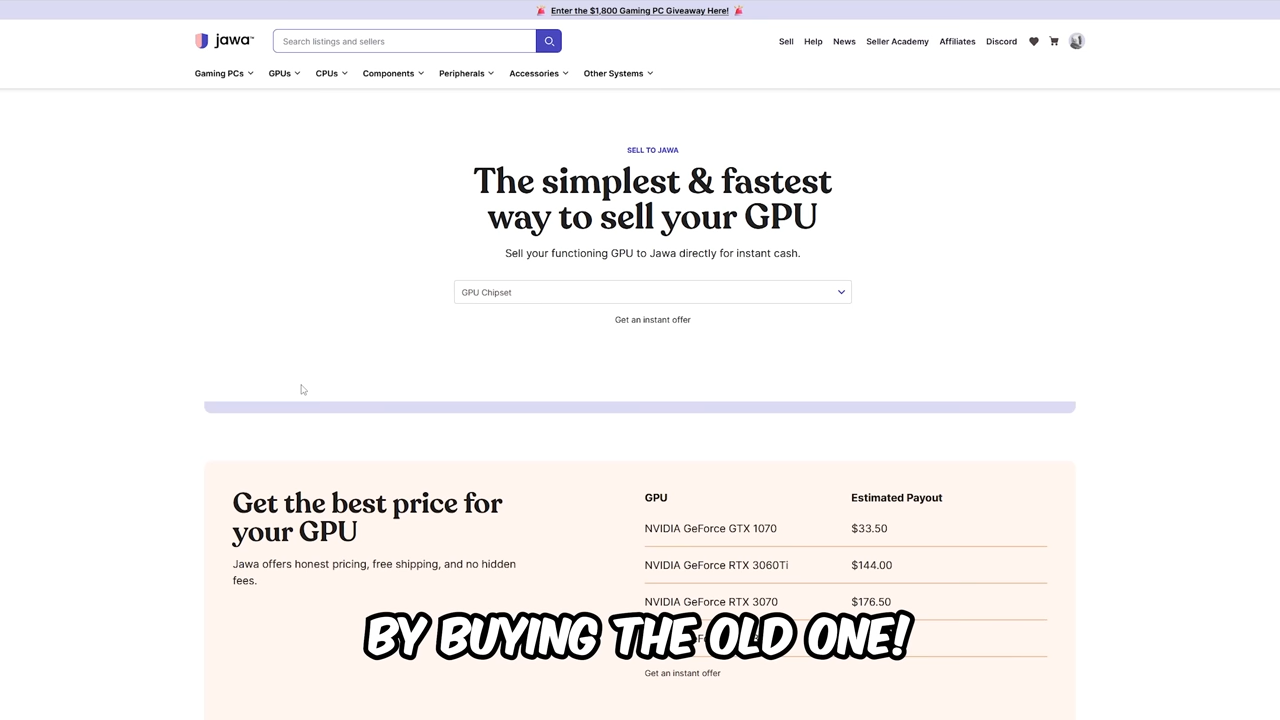 Enter the $1,800 Gaming PC Giveaway Here!
jawa™
Search listings and sellers
Sell Help News Seller Academy Affiliates Discord
Gaming PCs GPUs CPUs Components Peripherals Accessories Other Systems
SELL TO JAWA
The simplest & fastest
way to sell your GPU
Sell your functioning GPU to Jawa directly for instant cash.
GPU Chipset
Get an instant offer
Get the best price for
your GPU
Jawa offers honest pricing, free shipping, and no hidden
fees.
GPU Estimated Payout
NVIDIA GeForce GTX 1070 $33.50
NVIDIA GeForce RTX 3060Ti $144.00
NVIDIA GeForce RTX 3070 $176.50
BY BUYING THE OLD ONE!
Get an instant offer